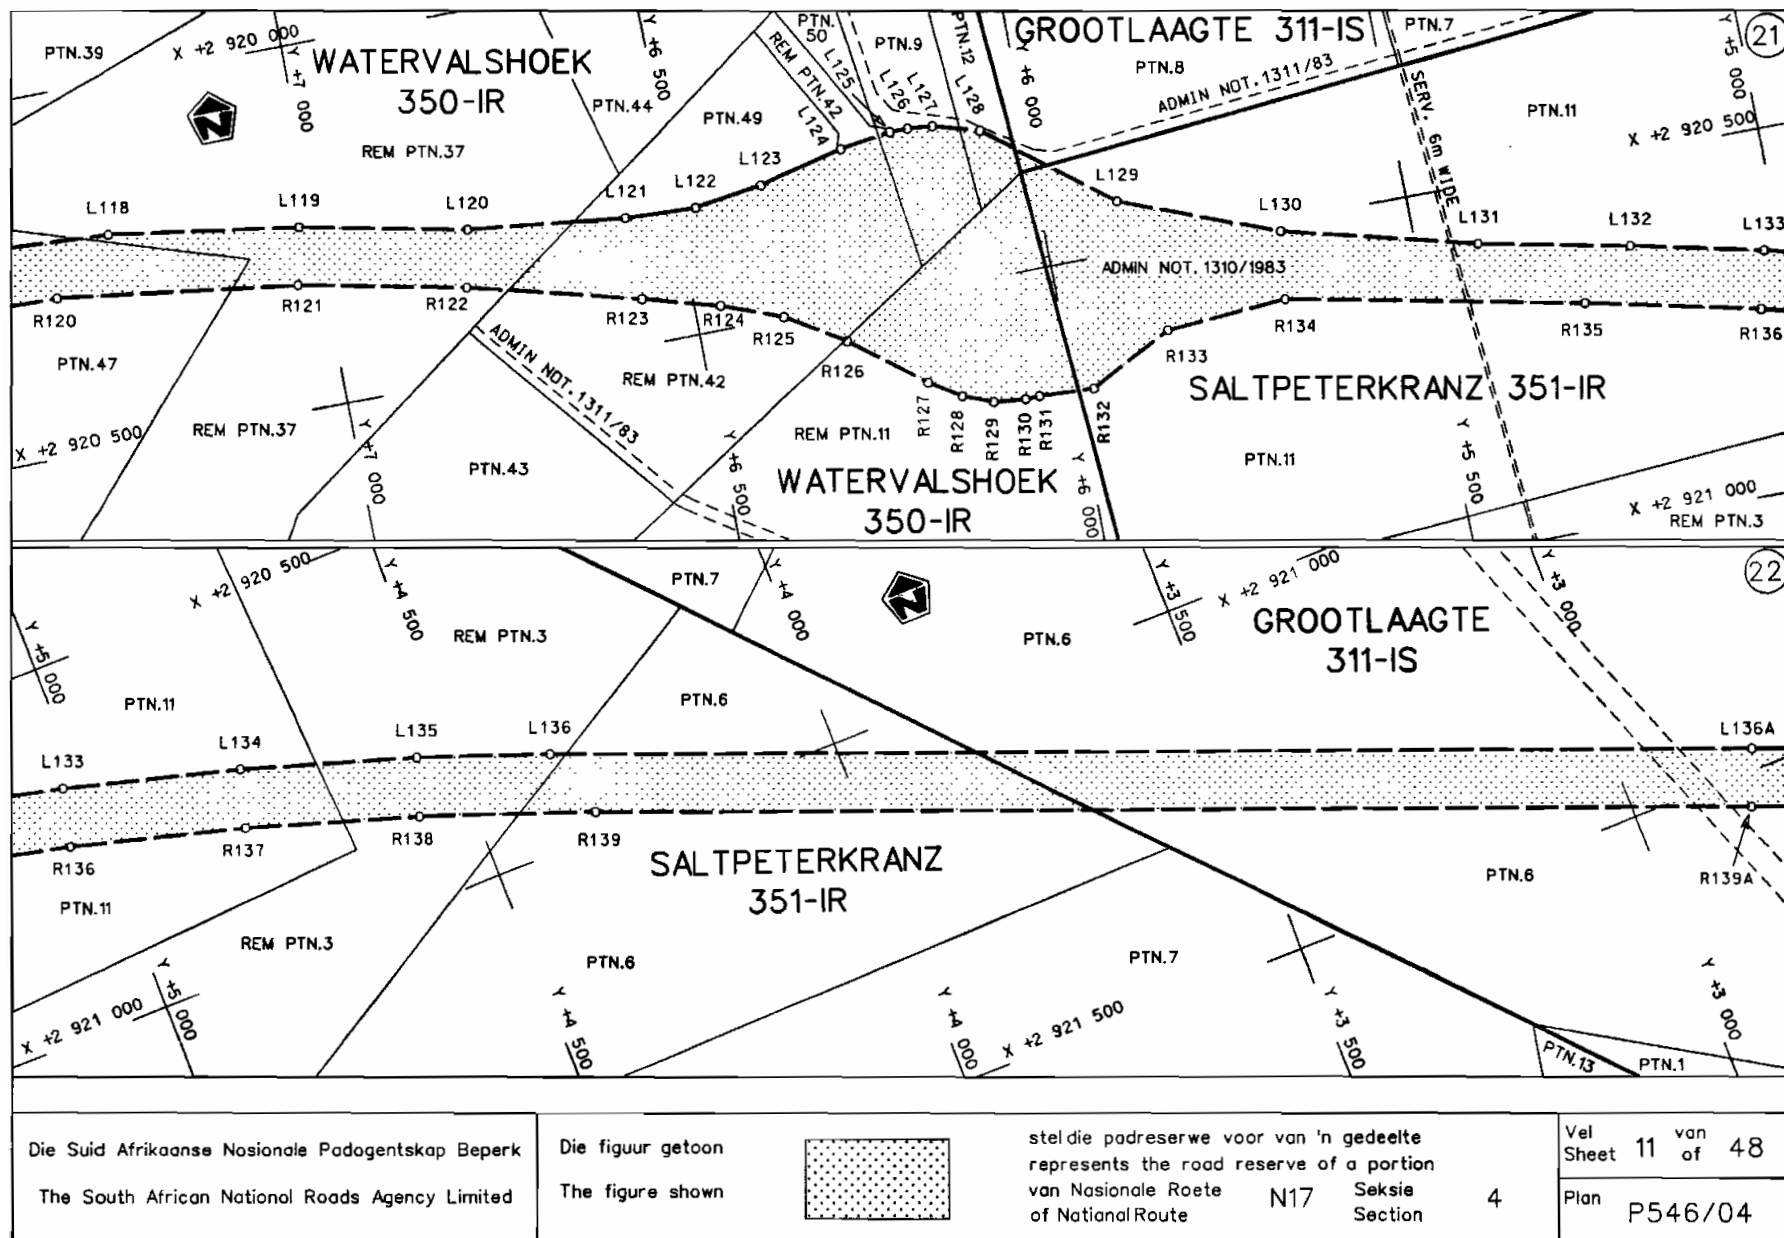 PTN.39
X +2 920 000
Y +7 000
WATERVALSHOEK
350-IR
REM PTN.37
Y +6 500
PTN.44
PTN.49
PTN.
50
REM PTN.42
PTN.9
PTN.12
Y +6 000
GROOTLAAGTE 311-IS
PTN.8
ADMIN NOT. 1311/83
PTN.7
SERV. 6m WIDE
PTN.11
Y +5 000
X +2 920 500
21
N
L118
L119
L120
L121
L122
L123
L124
L125
L126
L127
L128
L129
L130
L131
L132
L133
ADMIN NOT. 1310/1983
R120
R121
R122
R123
R124
R125
R126
R127
R128
R129
R130
R131
R132
R133
R134
R135
R136
PTN.47
X +2 920 500
REM PTN.37
Y +7 000
PTN.43
ADMIN NOT. 1311/83
REM PTN.42
Y +6 500
REM PTN.11
WATERVALSHOEK
350-IR
Y +6 000
SALTPETERKRANZ 351-IR
PTN.11
Y +5 500
X +2 921 000
REM PTN.3
X +2 920 500
Y +4 500
PTN.7
Y +4 000
N
Y +3 500
X +2 921 000
Y +3 000
22
Y +5 000
REM PTN.3
PTN.6
GROOTLAAGTE
311-IS
PTN.11
PTN.6
L133
L134
L135
L136
L136A
R136
R137
R138
R139
R139A
PTN.11
REM PTN.3
SALTPETERKRANZ
351-IR
PTN.6
PTN.6
PTN.7
X +2 921 000
Y +5 000
Y +4 500
Y +4 000
X +2 921 500
Y +3 500
Y +3 000
PTN.13
PTN.1
Die Suid Afrikaanse Nosionale Padogentskap Beperk
The South African National Roads Agency Limited
Die figuur getoon
The figure shown
stel die padreserwe voor van 'n gedeelte
represents the road reserve of a portion
van Nasionale Roete N17 Seksie 4
of National Route Section
Vel 11 van 48
Sheet of
Plan P546/04